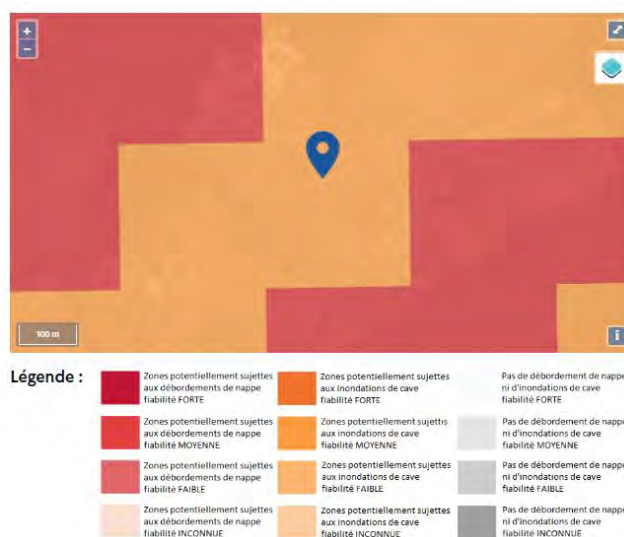 +
−
100 m
i
Légende :
Zones potentiellement sujettes
aux débordements de nappe
fiabilité FORTE
Zones potentiellement sujettes
aux inondations de cave
fiabilité FORTE
Pas de débordement de nappe
ni d'inondations de cave
fiabilité FORTE
Zones potentiellement sujettes
aux débordements de nappe
fiabilité MOYENNE
Zones potentiellement sujettis
aux inondations de cave
fiabilité MOYENNE
Pas de débordement de nappe
ni d'inondations de cave
fiabilité MOYENNE
Zones potentiellement sujettes
aux débordements de nappe
fiabilité FAIBLE
Zones potentiellement sujettes
aux inondations de cave
fiabilité FAIBLE
Pas de débordement de nappe
ni d'inondations de cave
fiabilité FAIBLE
Zones potentiellement sujettes
aux débordements de nappe
fiabilité INCONNUE
Zones potentiellement sujettes
aux inondations de cave
fiabilité INCONNUE
Pas de débordement de nappe
ni d'inondations de cave
fiabilité INCONNUE